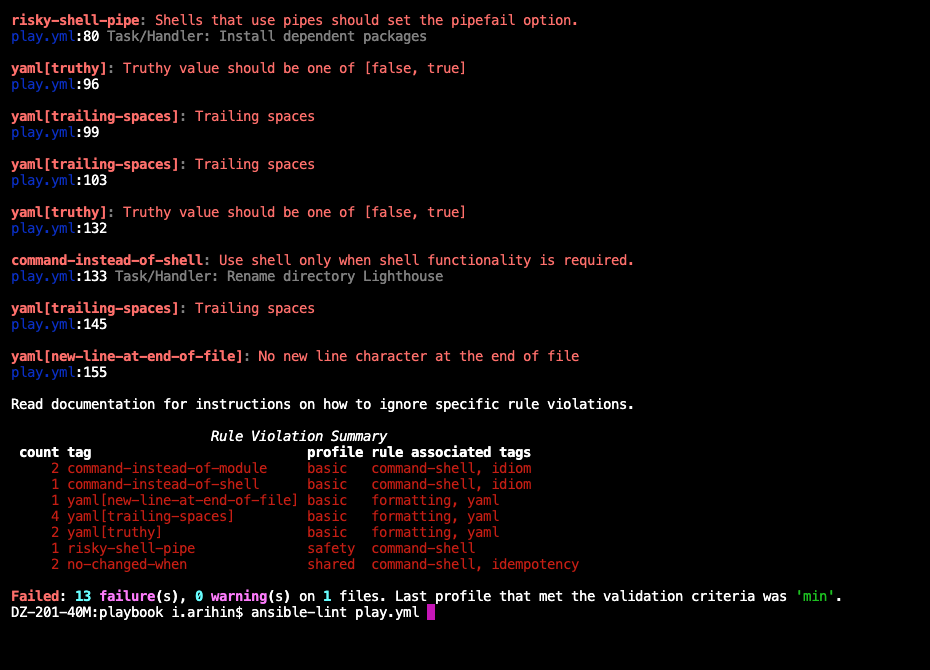 risky-shell-pipe: Shells that use pipes should set the pipefail option.
play.yml:80 Task/Handler: Install dependent packages
yaml[truthy]: Truthy value should be one of [false, true]
play.yml:96
yaml[trailing-spaces]: Trailing spaces
play.yml:99
yaml[trailing-spaces]: Trailing spaces
play.yml:103
yaml[truthy]: Truthy value should be one of [false, true]
play.yml:132
command-instead-of-shell: Use shell only when shell functionality is required.
play.yml:133 Task/Handler: Rename directory Lighthouse
yaml[trailing-spaces]: Trailing spaces
play.yml:145
yaml[new-line-at-end-of-file]: No new line character at the end of file
play.yml:155
Read documentation for instructions on how to ignore specific rule violations.
Rule Violation Summary
count tag profile rule associated tags
2 command-instead-of-module basic command-shell, idiom
1 command-instead-of-shell basic command-shell, idiom
1 yaml[new-line-at-end-of-file] basic formatting, yaml
4 yaml[trailing-spaces] basic formatting, yaml
2 yaml[truthy] basic formatting, yaml
1 risky-shell-pipe safety command-shell
2 no-changed-when shared command-shell, idempotency
Failed: 13 failure(s), 0 warning(s) on 1 files. Last profile that met the validation criteria was 'min'.
DZ-201-40M:playbook i.arihin$ ansible-lint play.yml